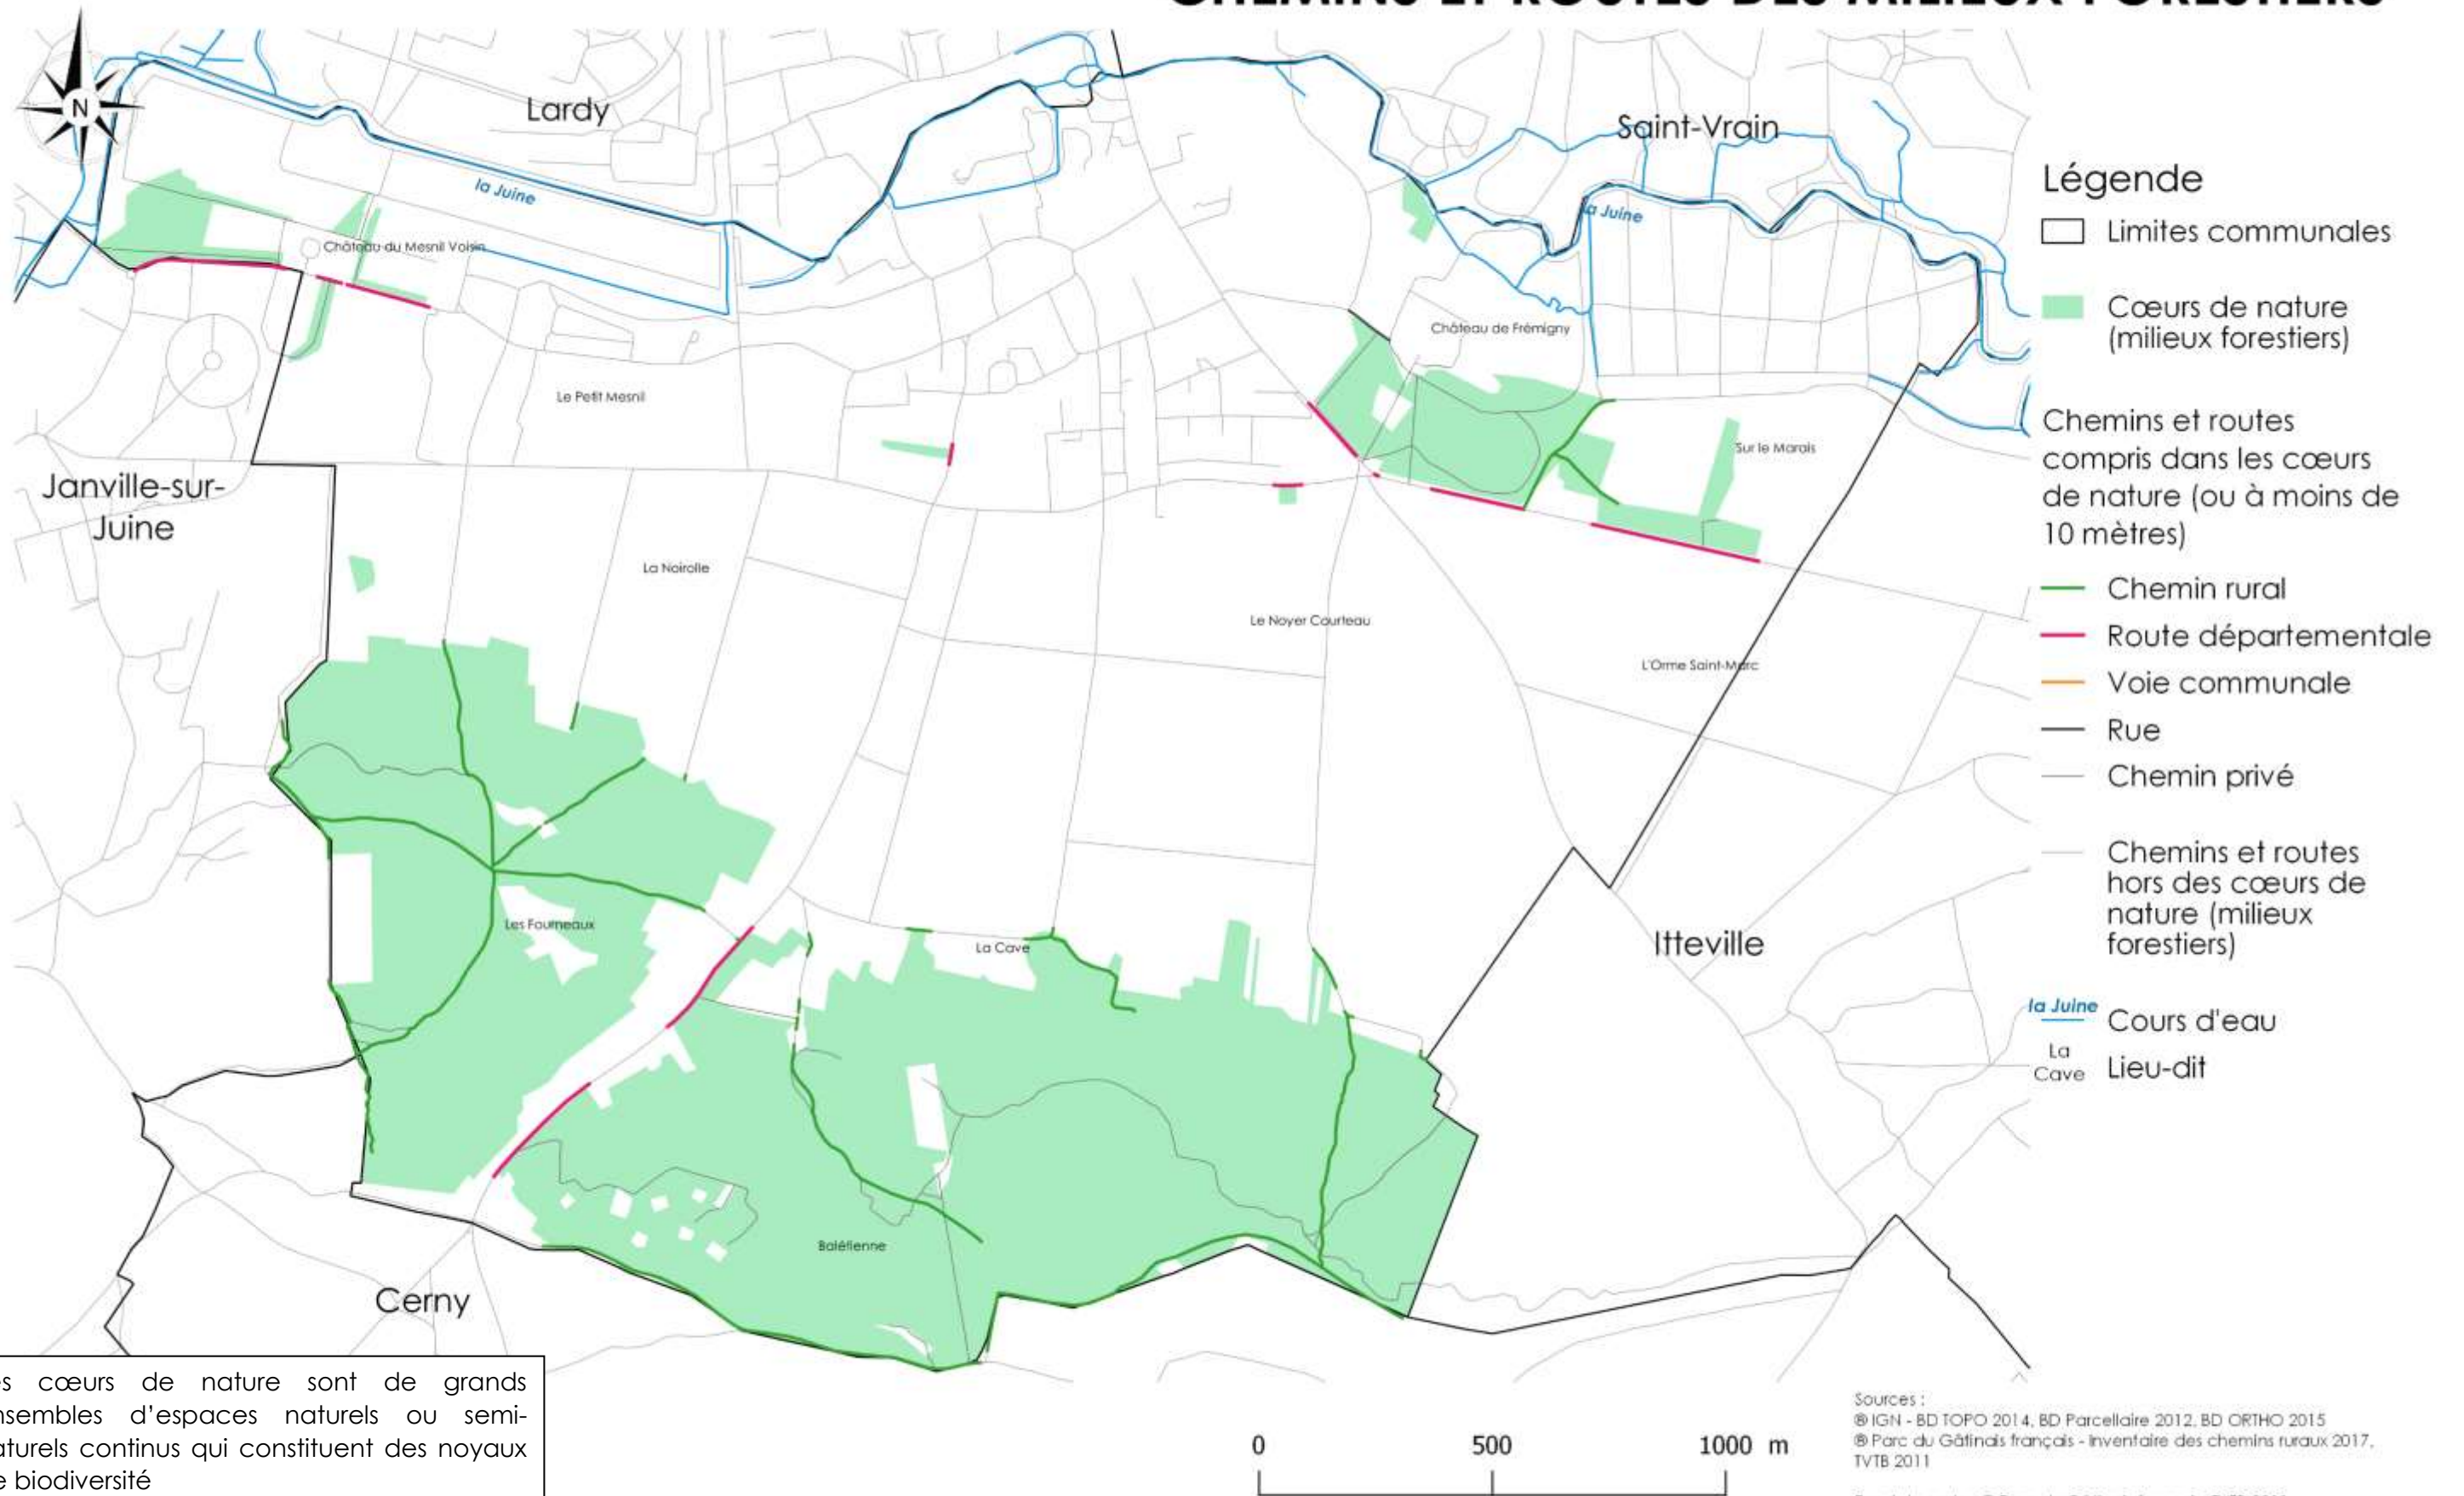 CHEMINS ET ROUTES DES MILIEUX FORESTIERS
N
Lardy
Saint-Vrain
la Juine
la Juine
Château du Mesnil Voisin
Château de Frémigny
Le Petit Mesnil
Sur le Marais
Janville-sur-
Juine
La Noirolle
Le Noyer Courteau
L'Orme Saint-Marc
Les Fourneaux
La Cave
Itteville
Baléfienne
Cerny
Légende
Limites communales
Cœurs de nature
(milieux forestiers)
Chemins et routes
compris dans les cœurs
de nature (ou à moins de
10 mètres)
Chemin rural
Route départementale
Voie communale
Rue
Chemin privé
Chemins et routes
hors des cœurs de
nature (milieux
forestiers)
la Juine
Cours d'eau
La
Cave
Lieu-dit
cœurs de nature sont de grands
d'espaces naturels ou semi-
continus qui constituent des noyaux
biodiversité
0 500 1000 m
Sources :
® IGN - BD TOPO 2014, BD Parcellaire 2012, BD ORTHO 2015
® Parc du Gâtinais français - Inventaire des chemins ruraux 2017,
TVTB 2011